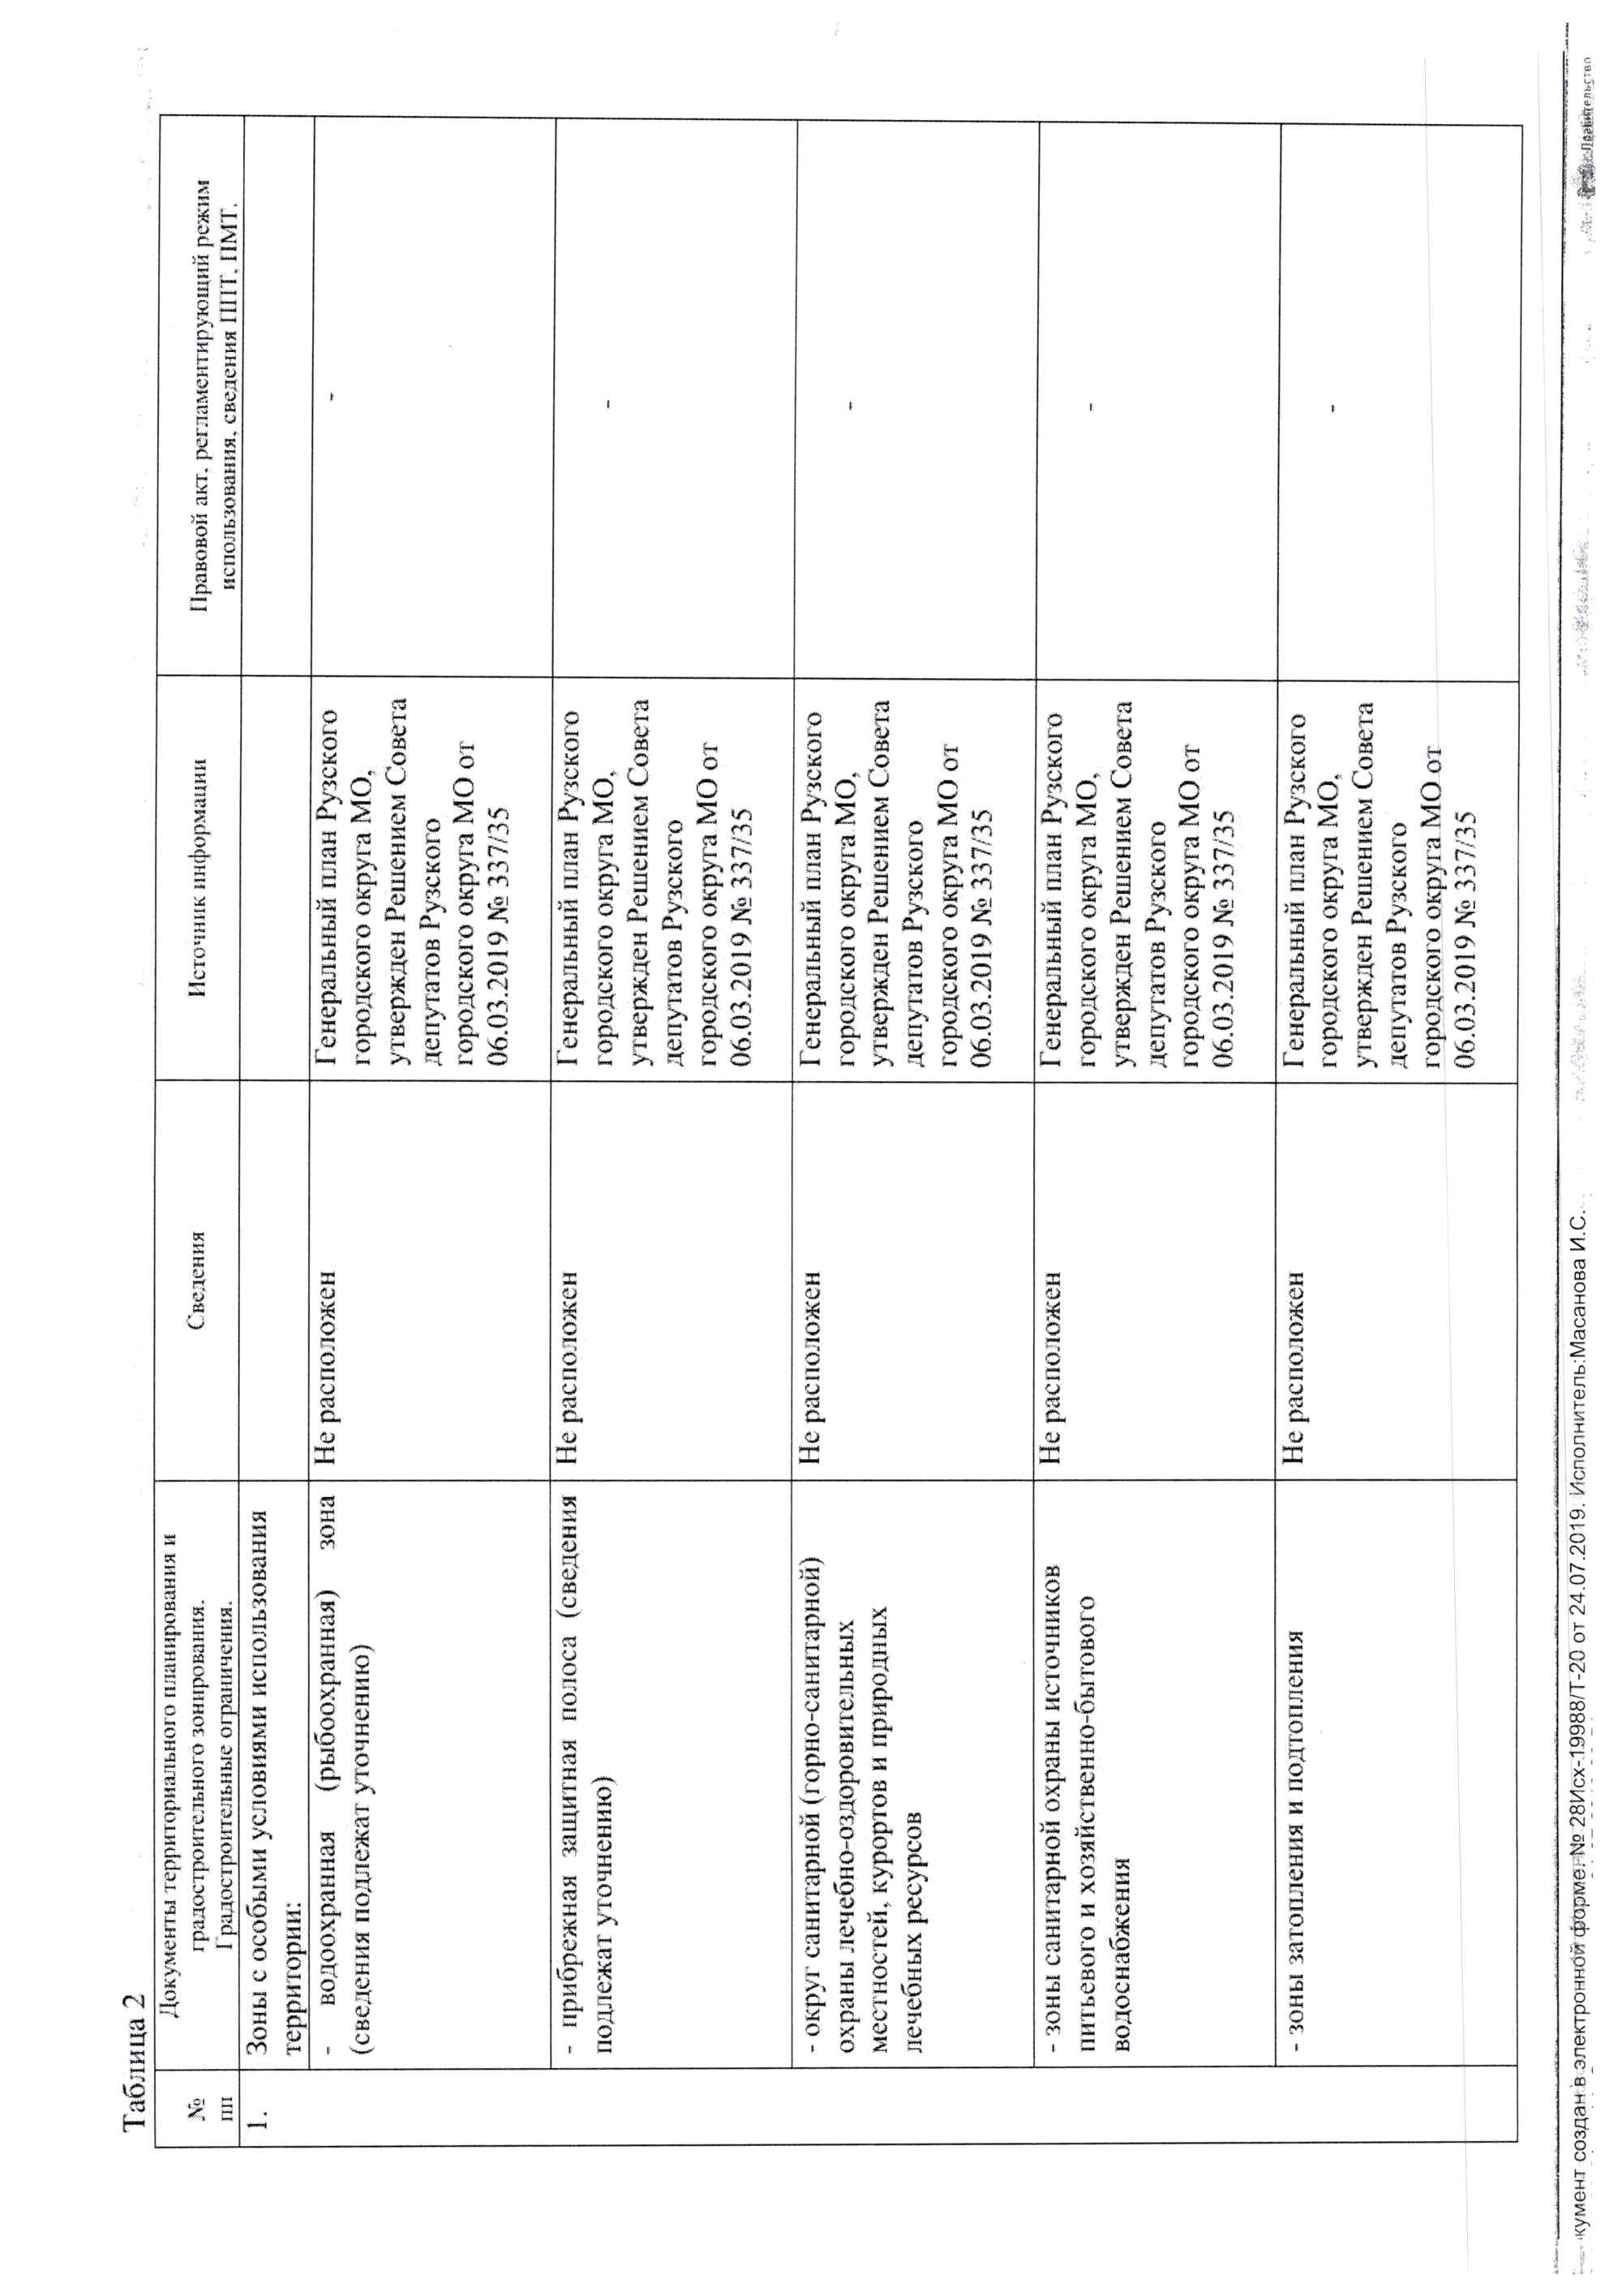 Таблица 2
№
пп
Документы территориального планирования и
градостроительного зонирования.
Градостроительные ограничения.
Сведения
Источник информации
Правовой акт, регламентирующий режим
использования, сведения ППТ, ПМТ.
1.
Зоны с особыми условиями использования
территории:
- водоохранная (рыбоохранная) зона
(сведения подлежат уточнению)
Не расположен
Генеральный план Рузского
городского округа МО,
утвержден Решением Совета
депутатов Рузского
городского округа МО от
06.03.2019 № 337/35
-
- прибрежная защитная полоса (сведения
подлежат уточнению)
Не расположен
Генеральный план Рузского
городского округа МО,
утвержден Решением Совета
депутатов Рузского
городского округа МО от
06.03.2019 № 337/35
-
- округ санитарной (горно-санитарной)
охраны лечебно-оздоровительных
местностей, курортов и природных
лечебных ресурсов
Не расположен
Генеральный план Рузского
городского округа МО,
утвержден Решением Совета
депутатов Рузского
городского округа МО от
06.03.2019 № 337/35
-
- зоны санитарной охраны источников
питьевого и хозяйственно-бытового
водоснабжения
Не расположен
Генеральный план Рузского
городского округа МО,
утвержден Решением Совета
депутатов Рузского
городского округа МО от
06.03.2019 № 337/35
-
- зоны затопления и подтопления
Не расположен
Генеральный план Рузского
городского округа МО,
утвержден Решением Совета
депутатов Рузского
городского округа МО от
06.03.2019 № 337/35
-
кумент создан в электронной форме. № 28Исх-19988/Т-20 от 24.07.2019. Исполнитель:Масанова И.С.